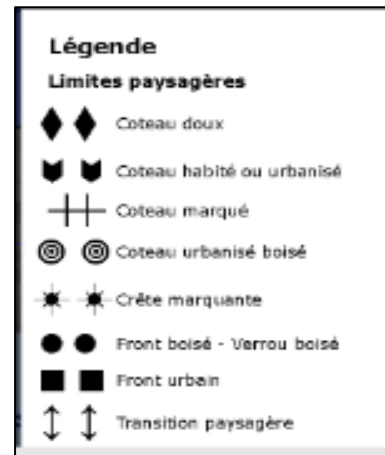 Légende
Limites paysagères
Coteau doux
Coteau habité ou urbanisé
Coteau marqué
Coteau urbanisé boisé
Crête marquante
Front boisé - Verrou boisé
Front urbain
Transition paysagère